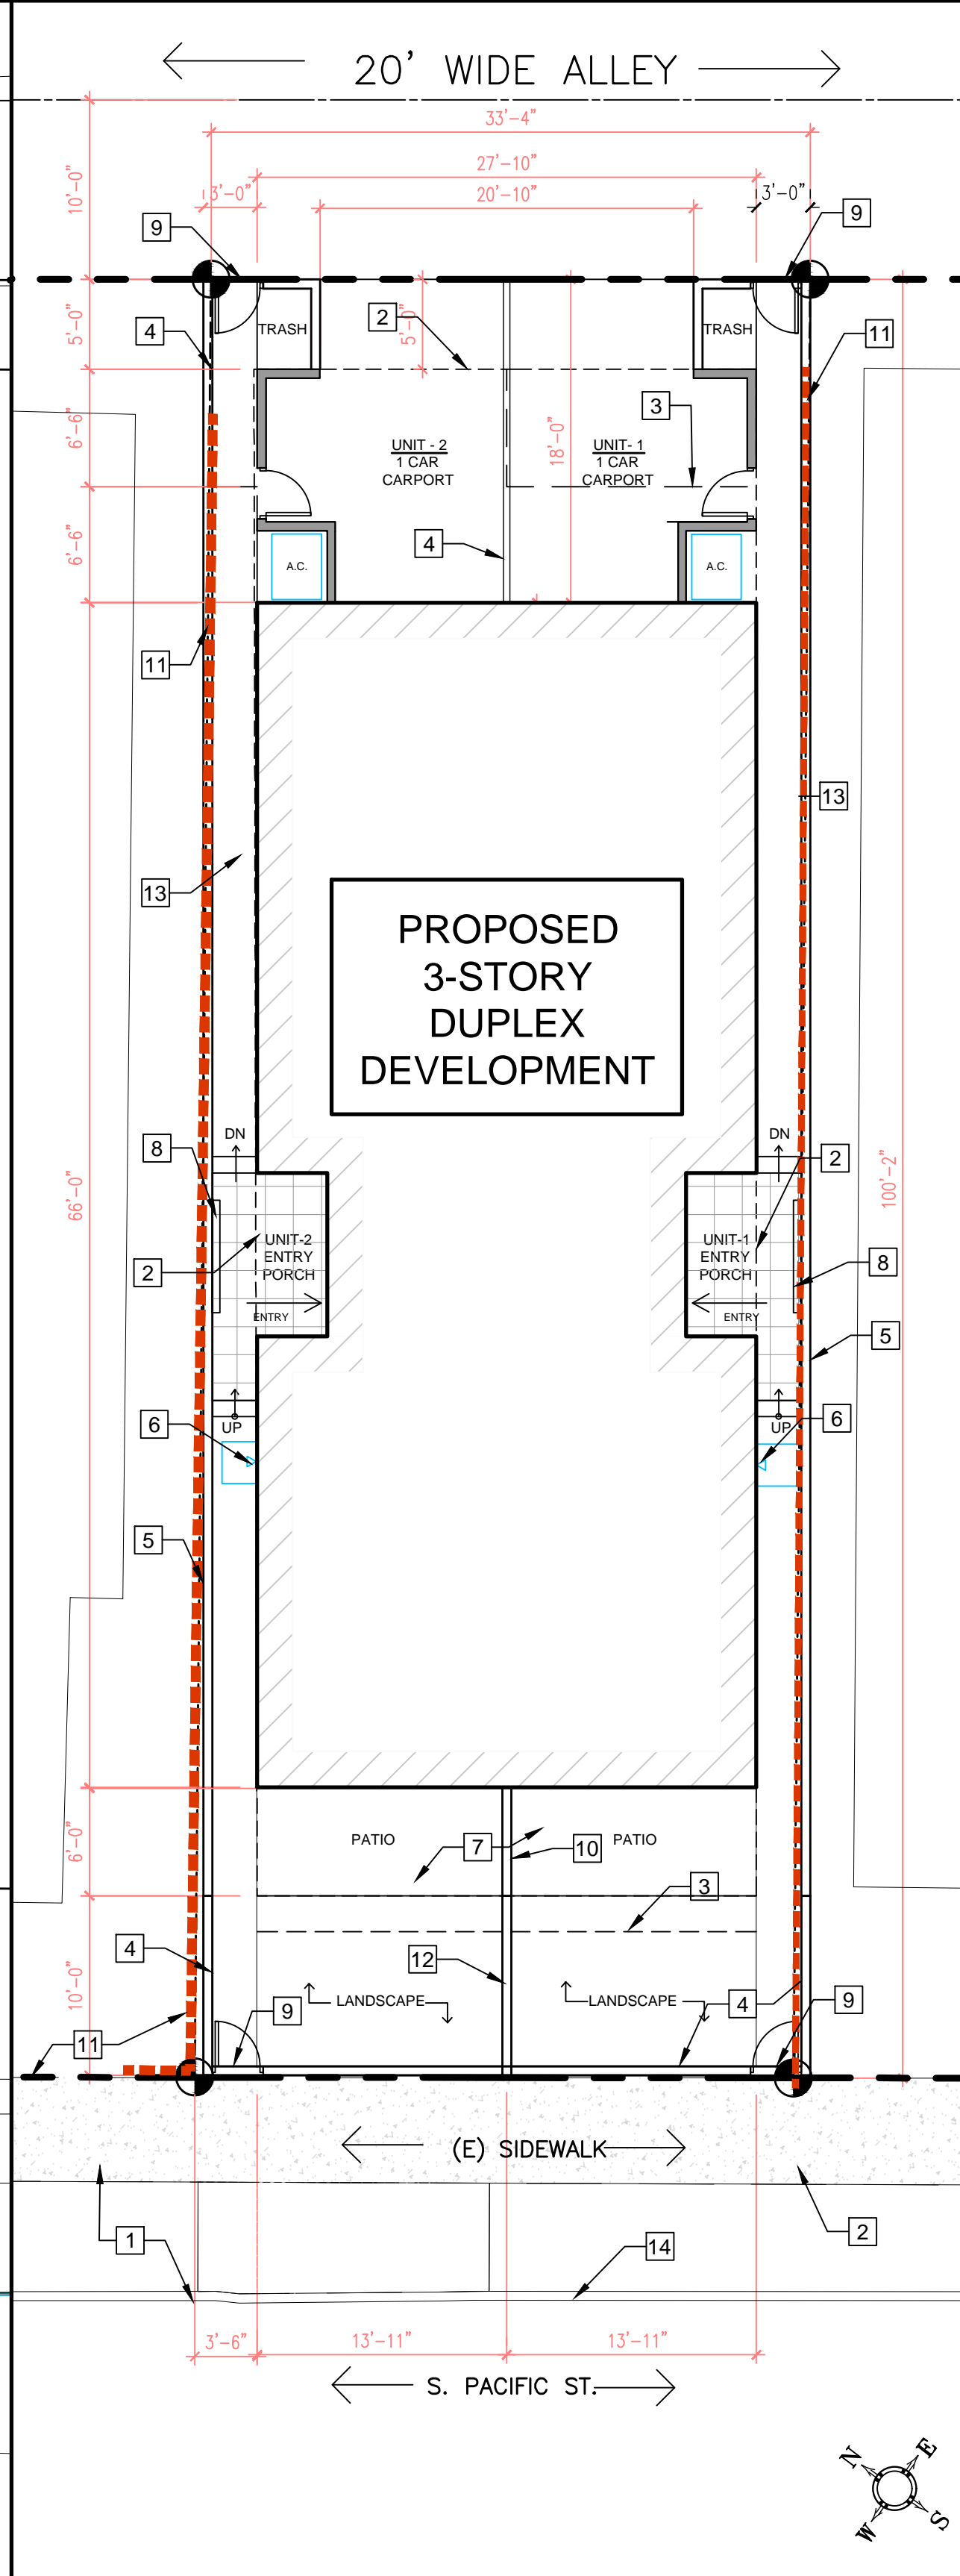 20' WIDE ALLEY
33'-4"
27'-10"
20'-10"
3'-0"
3'-0"
10'-0"
9
9
TRASH
TRASH
2
4
11
5'-0"
5'-0"
3
6'-6"
UNIT - 2
1 CAR
CARPORT
UNIT- 1
1 CAR
CARPORT
18'-0"
4
6'-6"
A.C.
A.C.
11
13
13
PROPOSED
3-STORY
DUPLEX
DEVELOPMENT
DN
DN
8
2
66'-0"
100'-2"
UNIT-2
ENTRY
PORCH
UNIT-1
ENTRY
PORCH
2
8
ENTRY
ENTRY
5
6
UP
UP
6
5
6'-0"
PATIO
7
10
PATIO
3
4
12
10'-0"
LANDSCAPE
LANDSCAPE
9
4
9
11
(E) SIDEWALK
1
2
14
3'-6"
13'-11"
13'-11"
S. PACIFIC ST.
N
E
W
S